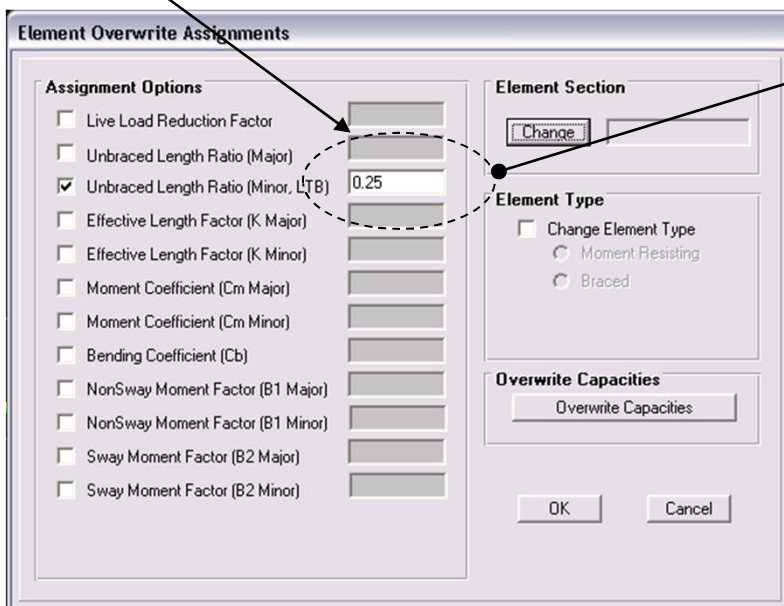 Element Overwrite Assignments
Assignment Options
Live Load Reduction Factor
Unbraced Length Ratio (Major)
Unbraced Length Ratio (Minor, LTB) 0.25
Effective Length Factor (K Major)
Effective Length Factor (K Minor)
Moment Coefficient (Cm Major)
Moment Coefficient (Cm Minor)
Bending Coefficient (Cb)
NonSway Moment Factor (B1 Major)
NonSway Moment Factor (B1 Minor)
Sway Moment Factor (B2 Major)
Sway Moment Factor (B2 Minor)
Element Section
Change
Element Type
Change Element Type
Moment Resisting
Braced
Overwrite Capacities
Overwrite Capacities
OK Cancel